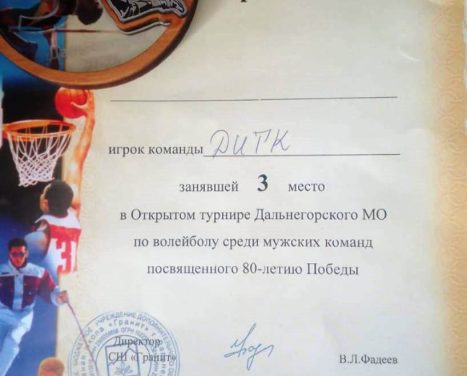 игрок команды ДИТК
занявшей 3 место
в Открытом турнире Дальнегорского МО
по волейболу среди мужских команд
посвященного 80-летию Победы
Директор
СШ «Гранит»
В.Л.Фадеев
31